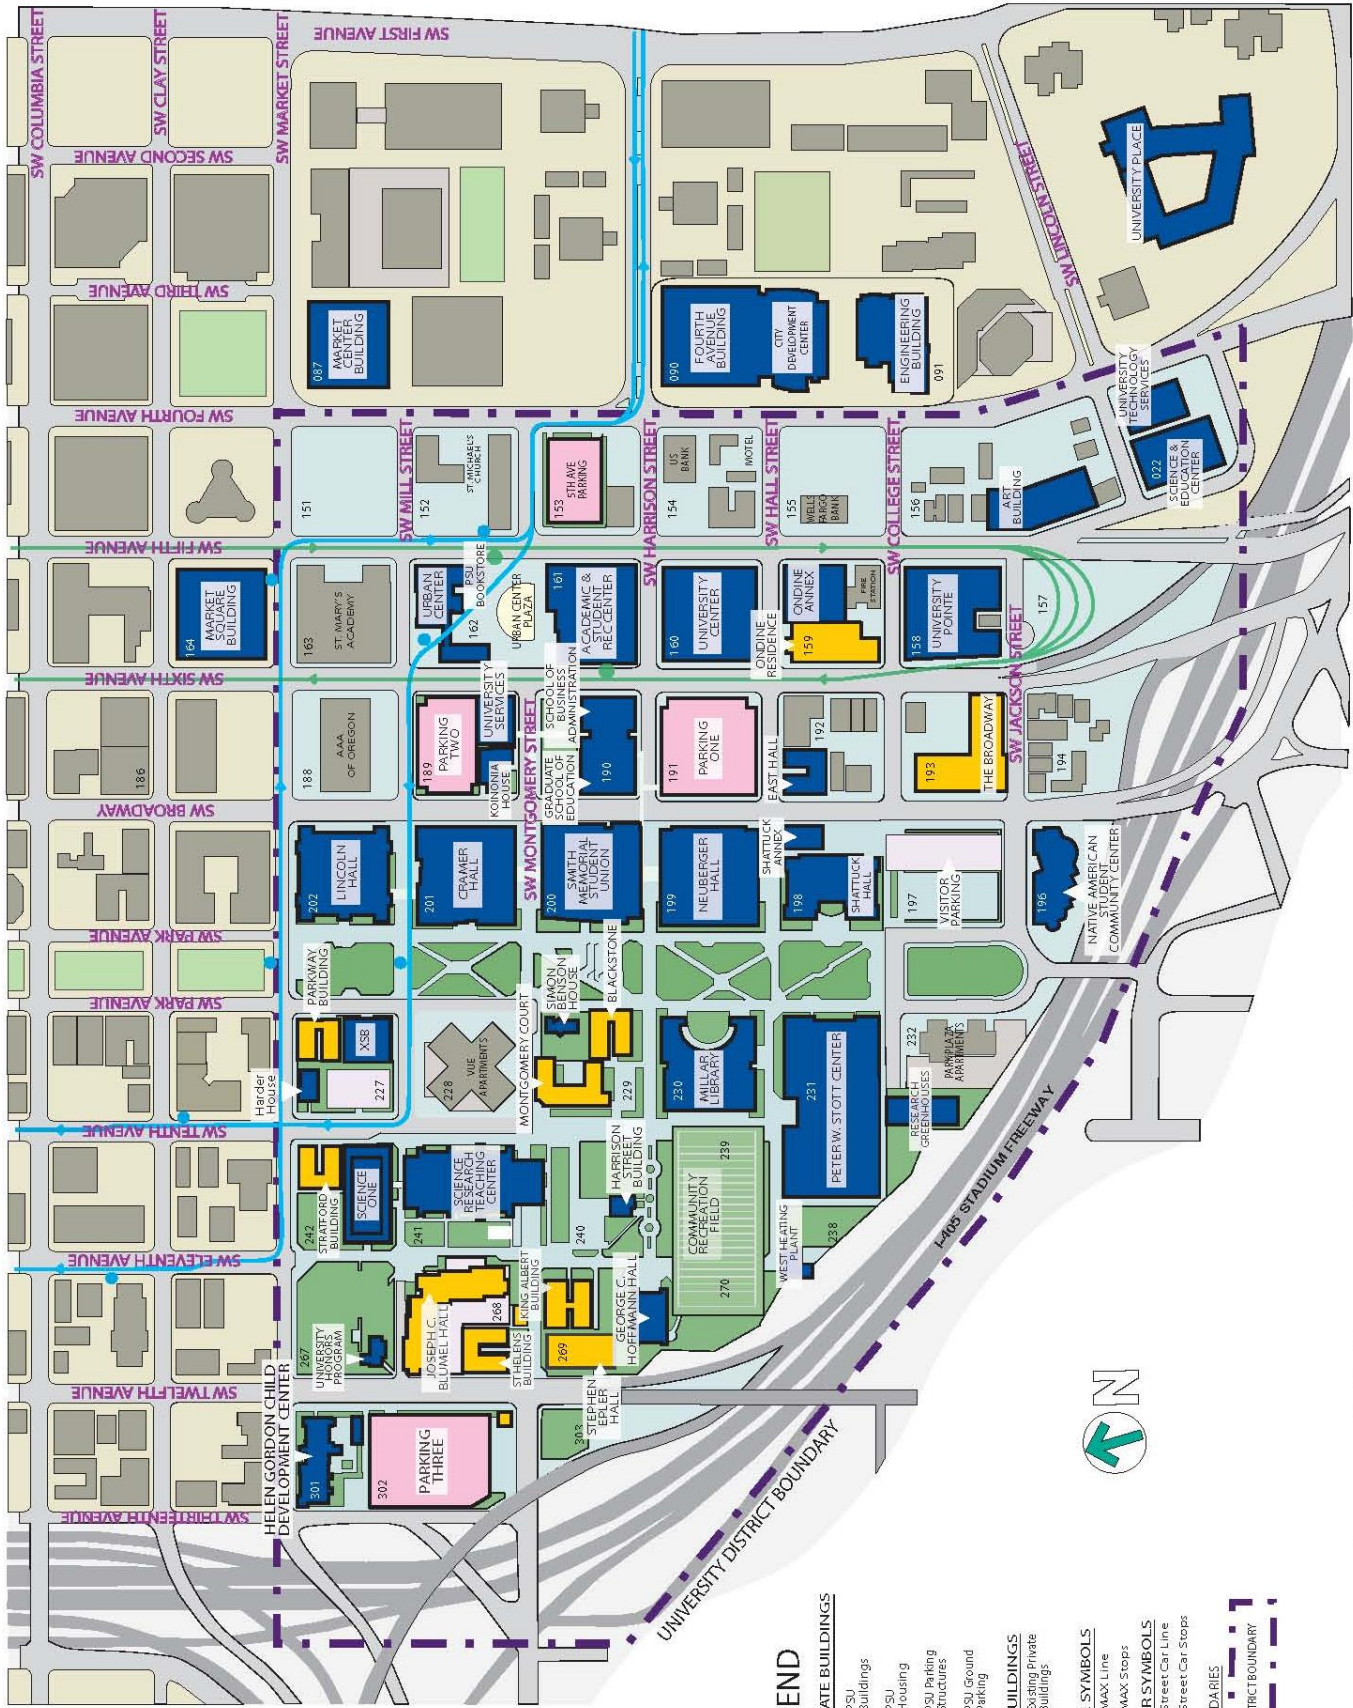 SW COLUMBIA STREET
SW CLAY STREET
SW MARKET STREET
SW FIRST AVENUE
SW SECOND AVENUE
SW THIRD AVENUE
SW FOURTH AVENUE
SW FIFTH AVENUE
SW SIXTH AVENUE
SW BROADWAY
SW PARK AVENUE
SW PARK AVENUE
SW TENTH AVENUE
SW ELEVENTH AVENUE
SW TWELFTH AVENUE
SW THIRTEENTH AVENUE
SW MILL STREET
SW MONTGOMERY STREET
SW HARRISON STREET
SW HALL STREET
SW COLLEGE STREET
SW JACKSON STREET
SW LINCOLN STREET
I-405 STADIUM FREEWAY
UNIVERSITY DISTRICT BOUNDARY
UNIVERSITY PLACE
087
MARKET
CENTER
BUILDING
090
FOURTH
AVENUE
BUILDING
CITY
DEVELOPMENT
CENTER
ENGINEERING
BUILDING
091
UNIVERSITY
TECHNOLOGY
SERVICES
022
SCIENCE &
EDUCATION
CENTER
151
152
ST. MICHAEL'S
CHURCH
153
5TH AVE
PARKING
154
US
BANK
MOTEL
155
WELLS
FARGO
BANK
156
ART
BUILDING
164
MARKET
SQUARE
BUILDING
163
ST. MARY'S
ACADEMY
URBAN
CENTER
PSU
BOOKSTORE
162
URBAN CENTER
PLAZA
161
ACADEMIC &
STUDENT
REC CENTER
160
UNIVERSITY
CENTER
ONDINE
ANNEX
FIRE
STATION
159
ONDINE
RESIDENCE
158
UNIVERSITY
POINTE
157
186
188
AAA
OF OREGON
189
PARKING
TWO
UNIVERSITY
SERVICES
KOINONIA
HOUSE
SCHOOL OF
BUSINESS
ADMINISTRATION
GRADUATE
SCHOOL OF
EDUCATION
190
191
PARKING
ONE
192
EAST HALL
193
THE BROADWAY
194
202
LINCOLN
HALL
201
CRAMER
HALL
200
SMITH
MEMORIAL
STUDENT
UNION
199
NEUBERGER
HALL
SHATTUCK
ANNEX
198
SHATTUCK
HALL
197
VISITOR
PARKING
196
NATIVE AMERICAN
STUDENT
COMMUNITY CENTER
PARKWAY
BUILDING
XSB
Harder
House
227
228
VUE
APARTMENTS
MONTGOMERY COURT
SIMON
BENSON
HOUSE
BLACKSTONE
229
230
MILLAR
LIBRARY
231
PETER W. STOTT CENTER
232
PARK PLAZA
APARTMENTS
RESEARCH
GREENHOUSES
242
STRATFORD
BUILDING
SCIENCE
ONE
241
SCIENCE
RESEARCH
TEACHING
CENTER
240
HARRISON
STREET
BUILDING
239
COMMUNITY
RECREATION
FIELD
270
238
WEST HEATING
PLANT
267
UNIVERSITY
HONORS
PROGRAM
JOSEPH C.
BLUMEL HALL
268
ST HELENS
BUILDING
KING ALBERT
BUILDING
269
GEORGE C.
HOFFMANN HALL
STEPHEN
EPLER
HALL
HELEN GORDON CHILD
DEVELOPMENT CENTER
301
302
PARKING
THREE
303
N
END
ATE BUILDINGS
PSU
Buildings
PSU
Housing
PSU Parking
Structures
PSU Ground
Parking
UILDINGS
Existing Private
Buildings
SYMBOLS
MAX Line
MAX Stops
R SYMBOLS
Street Car Line
Street Car Stops
DARIES
TRICT BOUNDARY